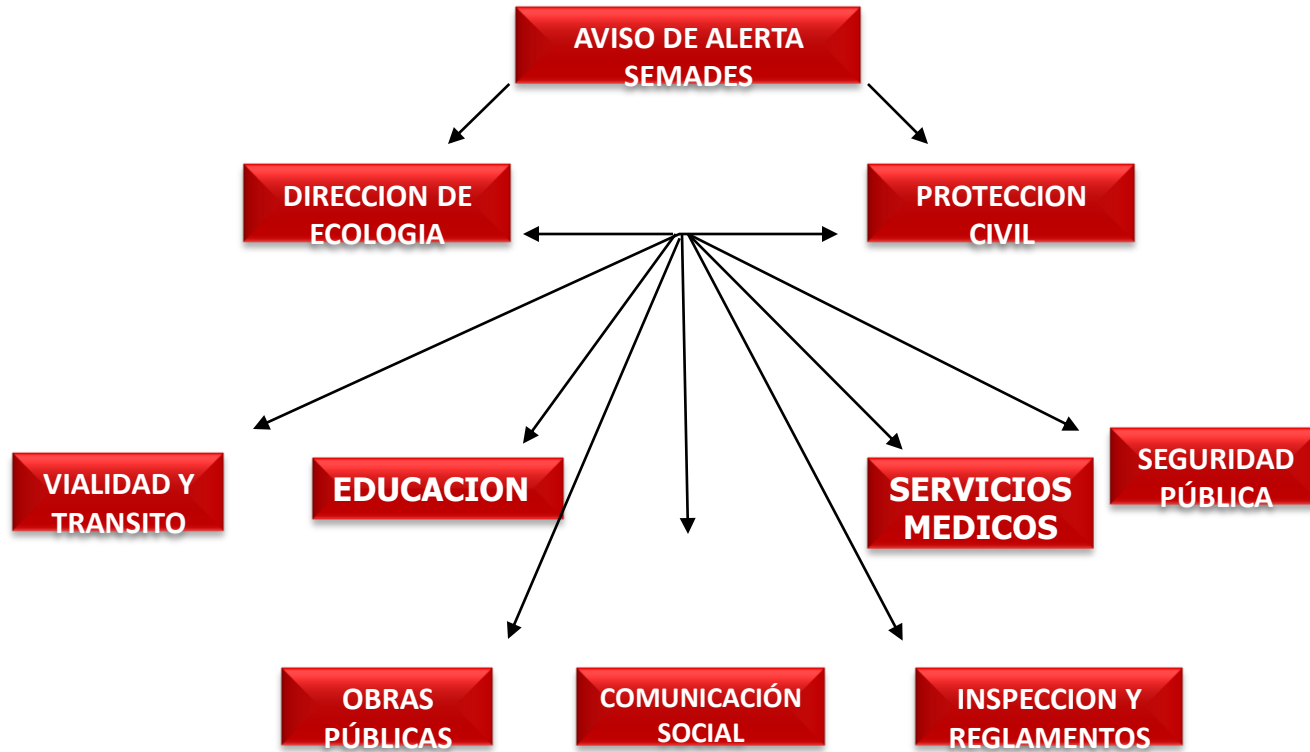 AVISO DE ALERTA
SEMADES
DIRECCION DE
ECOLOGIA
PROTECCION
CIVIL
VIALIDAD Y
TRANSITO
EDUCACION
SERVICIOS
MEDICOS
SEGURIDAD
PÚBLICA
OBRAS
PÚBLICAS
COMUNICACIÓN
SOCIAL
INSPECCION Y
REGLAMENTOS